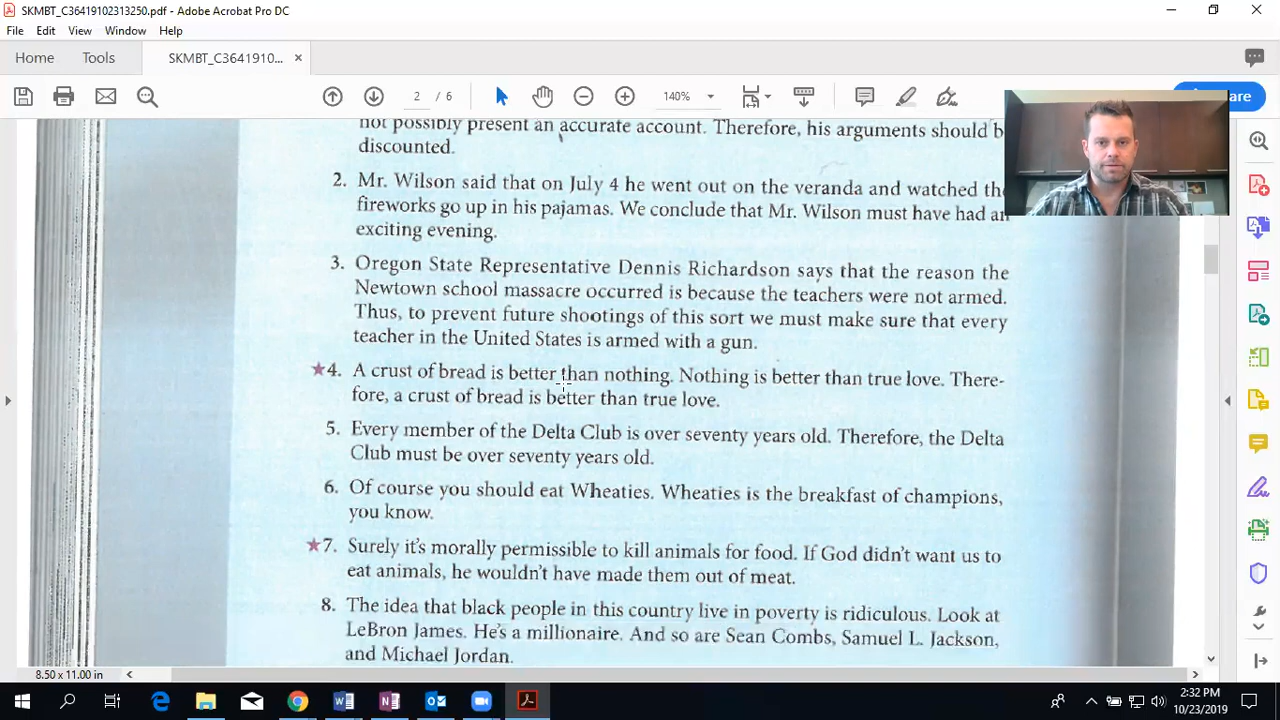 SKMBT_C36419102313250.pdf - Adobe Acrobat Pro DC
File Edit View Window Help
Home Tools SKMBT_C3641910... ×
2 / 6 140%
not possibly present an accurate account. Therefore, his arguments should b
discounted.
2. Mr. Wilson said that on July 4 he went out on the veranda and watched the
fireworks go up in his pajamas. We conclude that Mr. Wilson must have had an
exciting evening.
3. Oregon State Representative Dennis Richardson says that the reason the
Newtown school massacre occurred is because the teachers were not armed.
Thus, to prevent future shootings of this sort we must make sure that every
teacher in the United States is armed with a gun.
★4. A crust of bread is better than nothing. Nothing is better than true love. There-
fore, a crust of bread is better than true love.
5. Every member of the Delta Club is over seventy years old. Therefore, the Delta
Club must be over seventy years old.
6. Of course you should eat Wheaties. Wheaties is the breakfast of champions,
you know.
★7. Surely it's morally permissible to kill animals for food. If God didn't want us to
eat animals, he wouldn't have made them out of meat.
8. The idea that black people in this country live in poverty is ridiculous. Look at
LeBron James. He's a millionaire. And so are Sean Combs, Samuel L. Jackson,
and Michael Jordan.
8.50 x 11.00 in
2:32 PM
10/23/2019